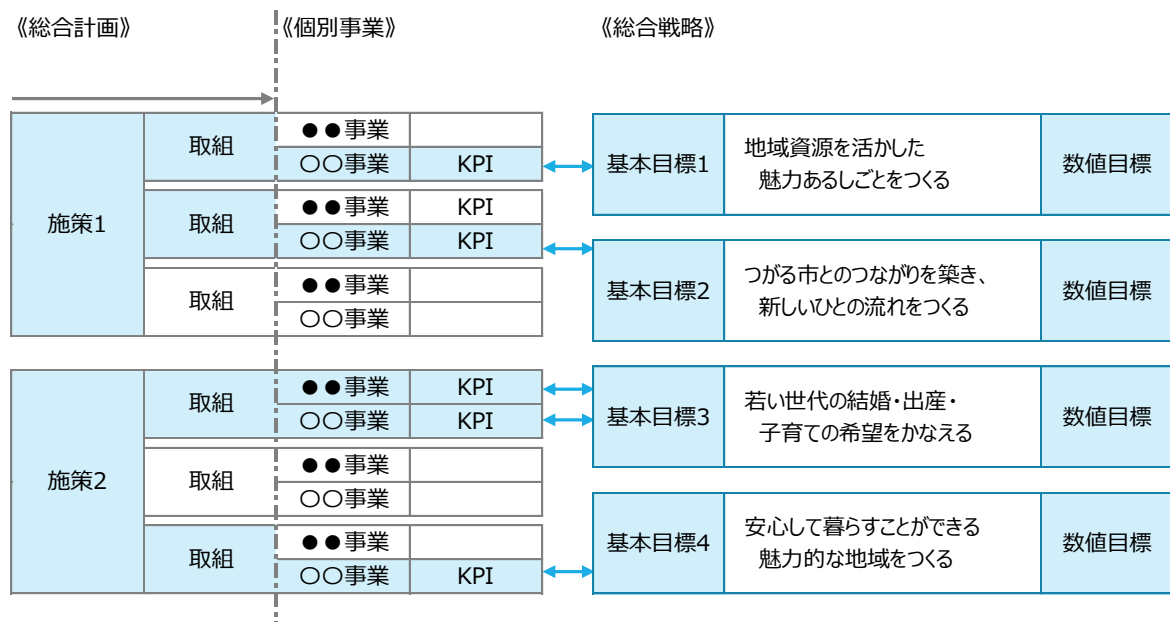 《総合計画》
《個別事業》
《総合戦略》
施策1
取組
●●事業
〇〇事業
KPI
取組
●●事業
KPI
〇〇事業
KPI
取組
●●事業
〇〇事業
施策2
取組
●●事業
KPI
〇〇事業
KPI
取組
●●事業
〇〇事業
取組
●●事業
〇〇事業
KPI
基本目標1
地域資源を活かした
魅力あるしごとをつくる
数値目標
基本目標2
つがる市とのつながりを築き、
新しいひとの流れをつくる
数値目標
基本目標3
若い世代の結婚・出産・
子育ての希望をかなえる
数値目標
基本目標4
安心して暮らすことができる
魅力的な地域をつくる
数値目標